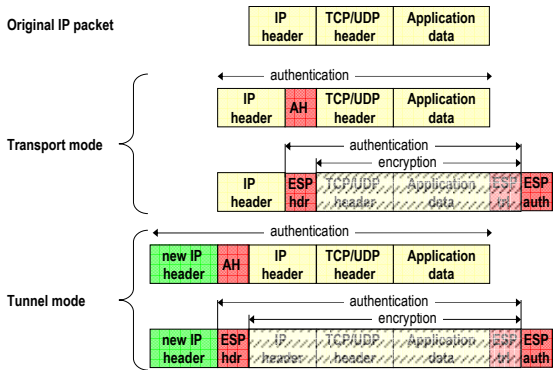 Original IP packet
IP header TCP/UDP header Application data
authentication
IP header AH TCP/UDP header Application data
Transport mode
authentication
encryption
IP header ESP hdr TCP/UDP header Application data ESP trl ESP auth
authentication
new IP header AH IP header TCP/UDP header Application data
Tunnel mode
authentication
encryption
new IP header ESP hdr IP header TCP/UDP header Application data ESP trl ESP auth